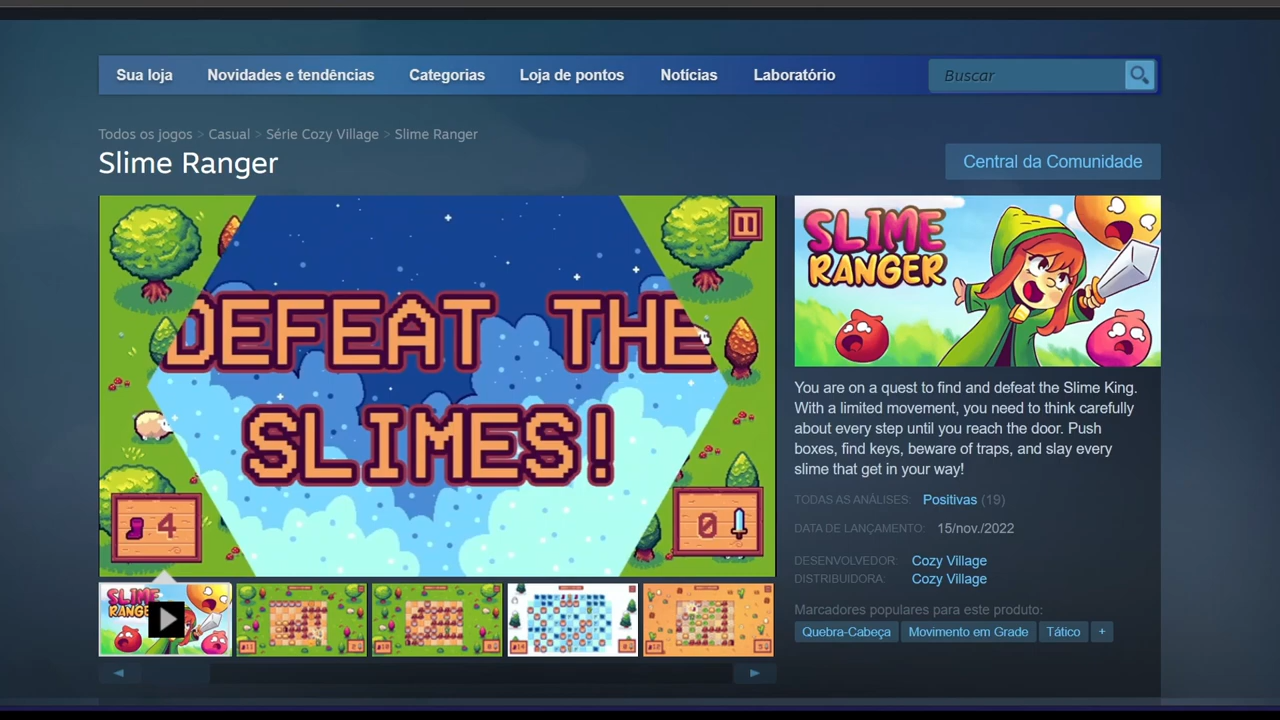 Sua loja Novidades e tendências Categorias Loja de pontos Notícias Laboratório Buscar
Todos os jogos > Casual > Série Cozy Village > Slime Ranger
Slime Ranger
Central da Comunidade
DEFEAT THE
SLIMES!
4
0
SLIME
RANGER
You are on a quest to find and defeat the Slime King.
With a limited movement, you need to think carefully
about every step until you reach the door. Push
boxes, find keys, beware of traps, and slay every
slime that get in your way!
TODAS AS ANÁLISES: Positivas (19)
DATA DE LANÇAMENTO: 15/nov./2022
DESENVOLVEDOR: Cozy Village
DISTRIBUIDORA: Cozy Village
Marcadores populares para este produto:
Quebra-Cabeça Movimento em Grade Tático +
SLIME
RANGER